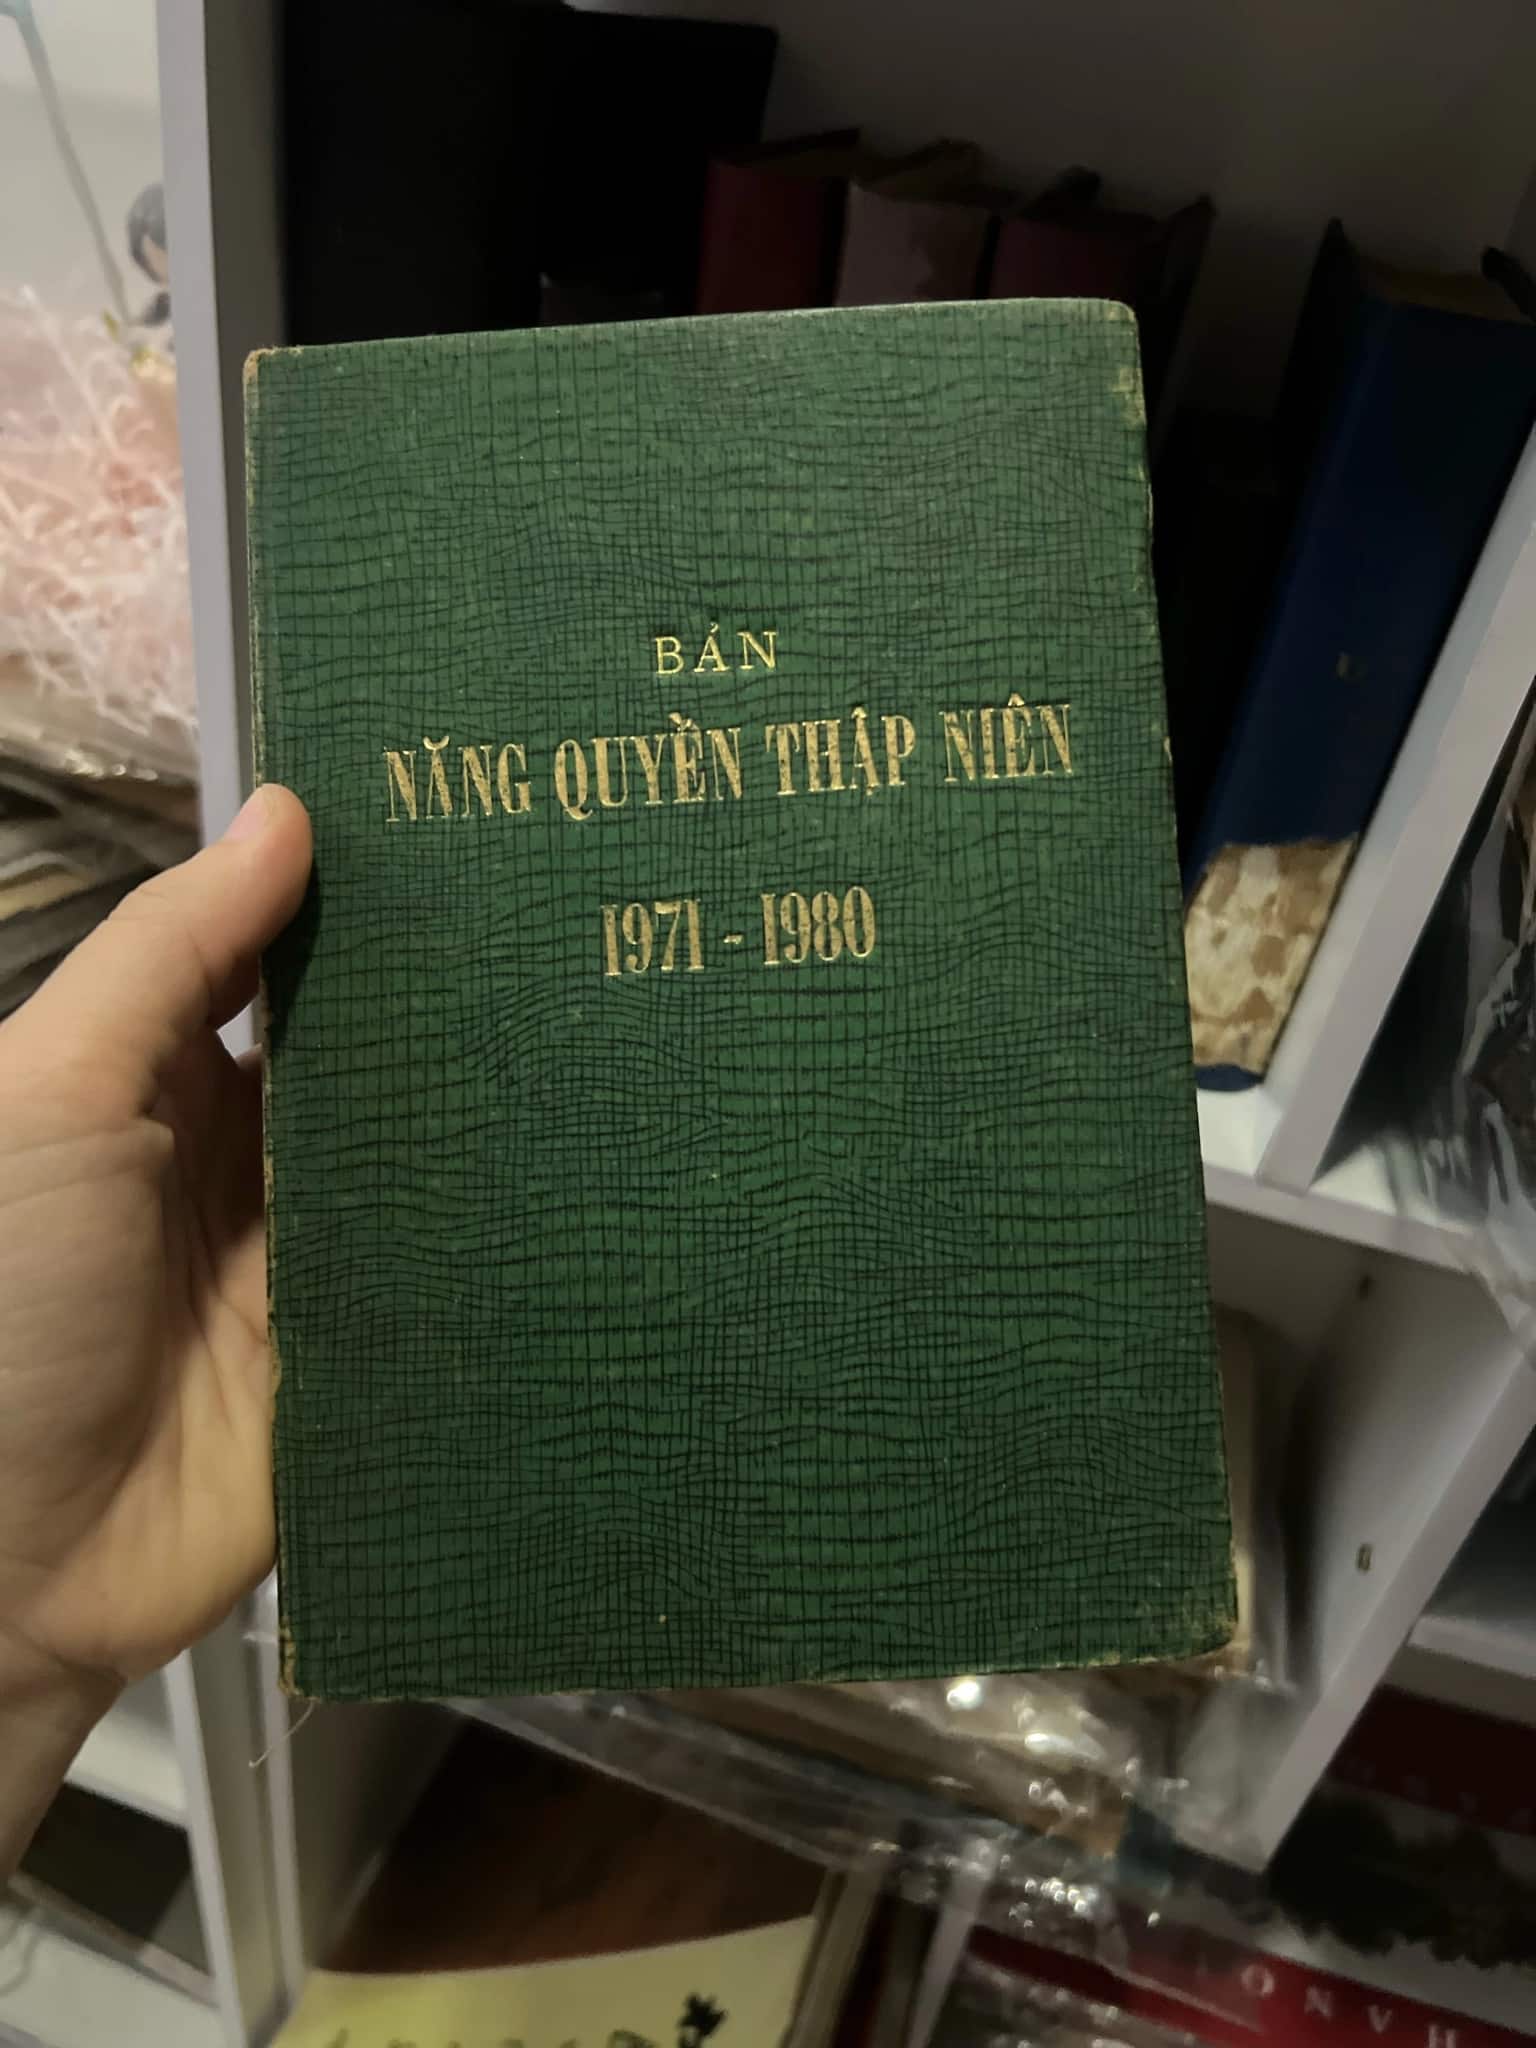 BẢN
NĂNG QUYỀN THẬP NIÊN
1971 - 1980